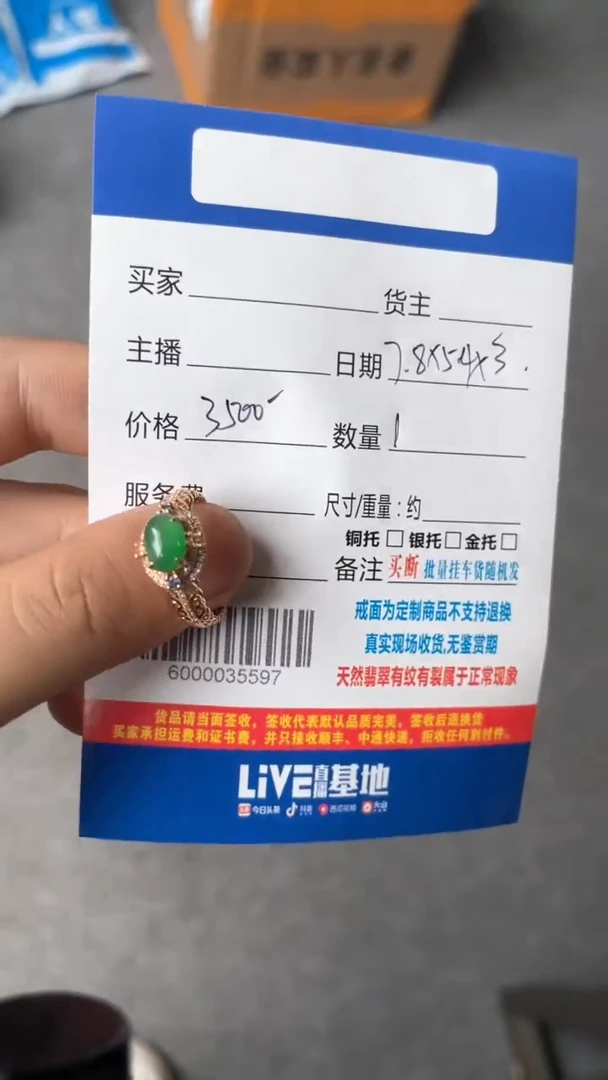 买家 货主
主播 日期 7.8X54X3.
价格 3500 数量 1
服务费 尺寸/重量:约
铜托 银托 金托
备注 买断 批量挂车货随机发
戒面为定制商品不支持退换
真实现场收货,无鉴赏期
天然翡翠有纹有裂属于正常现象
6000035597
货品请当面签收,签收代表默认品质完美,签收后退换货
买家承担运费和证书费,并只接收顺丰、中通快递,拒收任何到付件。
LiVE直播基地
今日头条 抖音 西瓜视频 火山